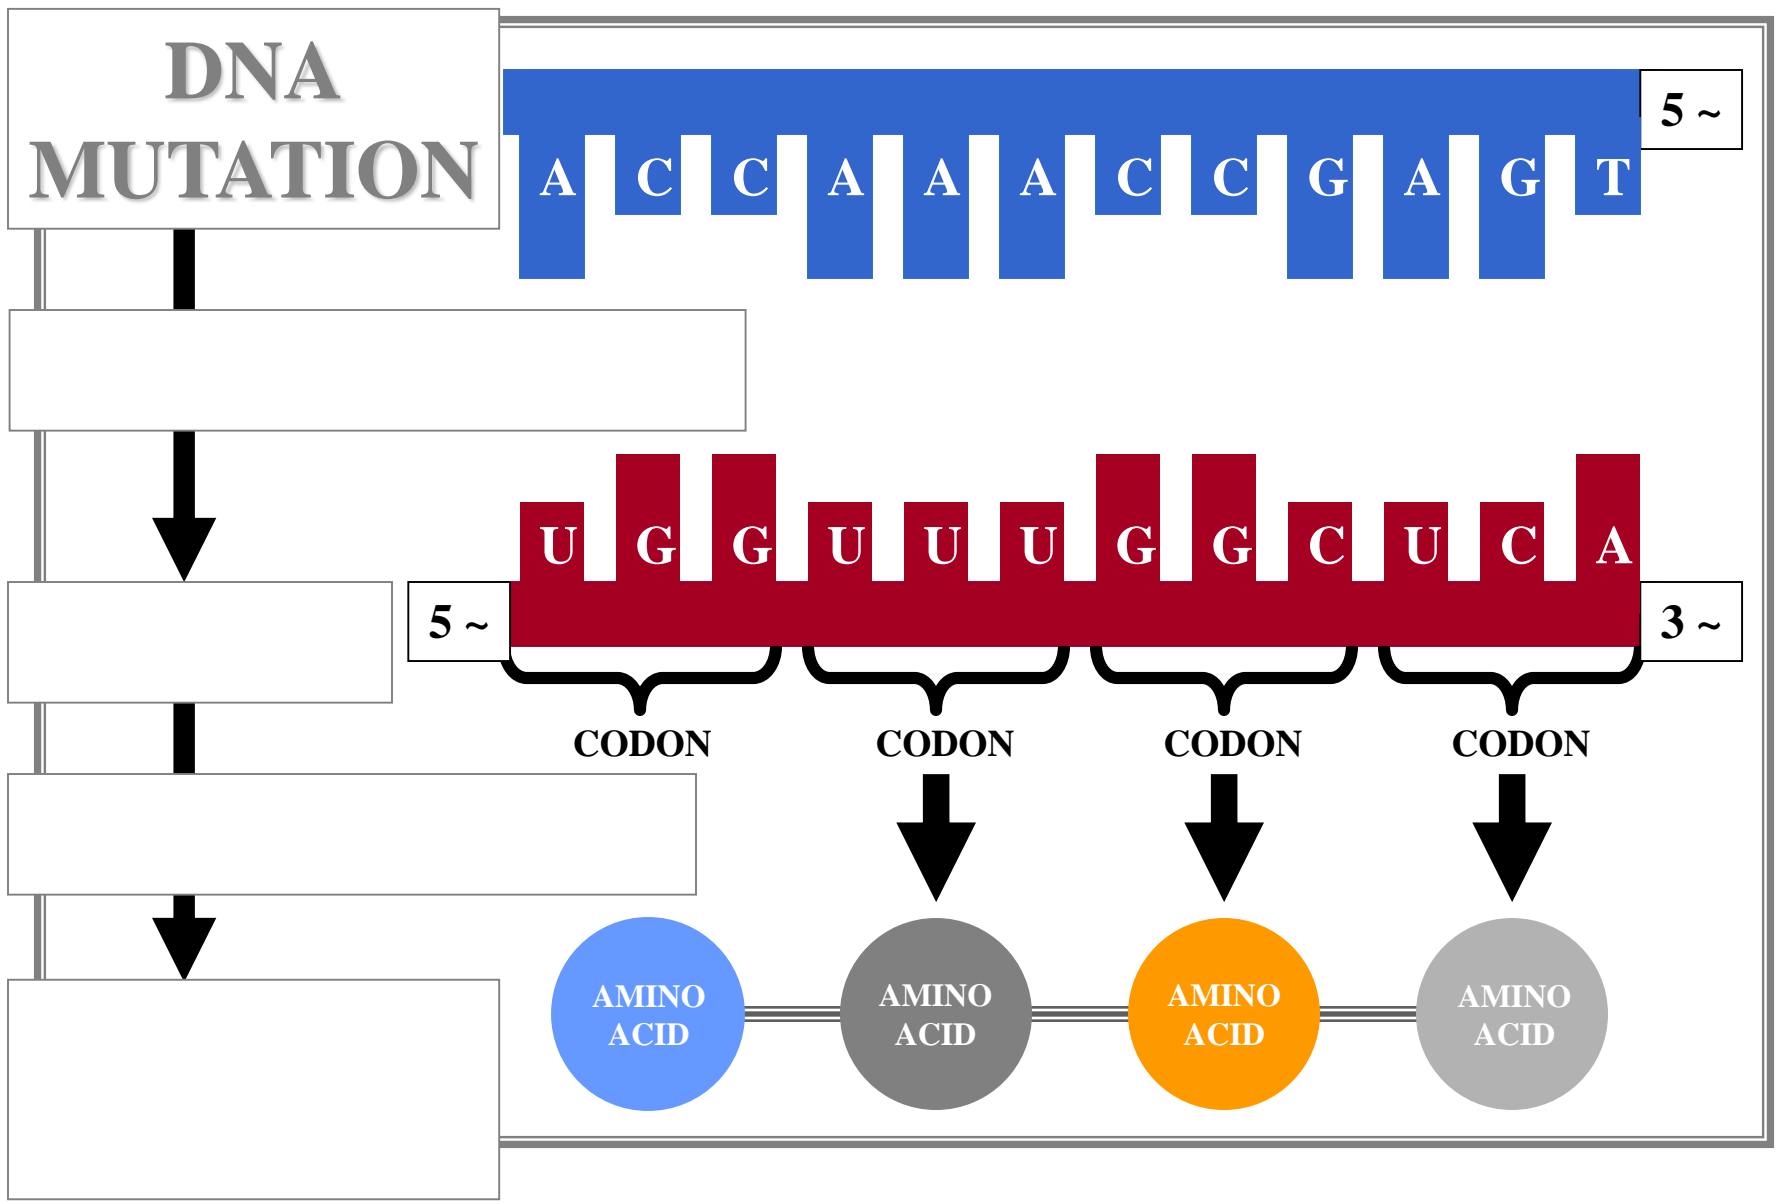 DNA
MUTATION
5 ~
A C C A A A C C G A G T
U G G U U U G G C U C A
5 ~
3 ~
CODON CODON CODON CODON
AMINO ACID
AMINO ACID
AMINO ACID
AMINO ACID